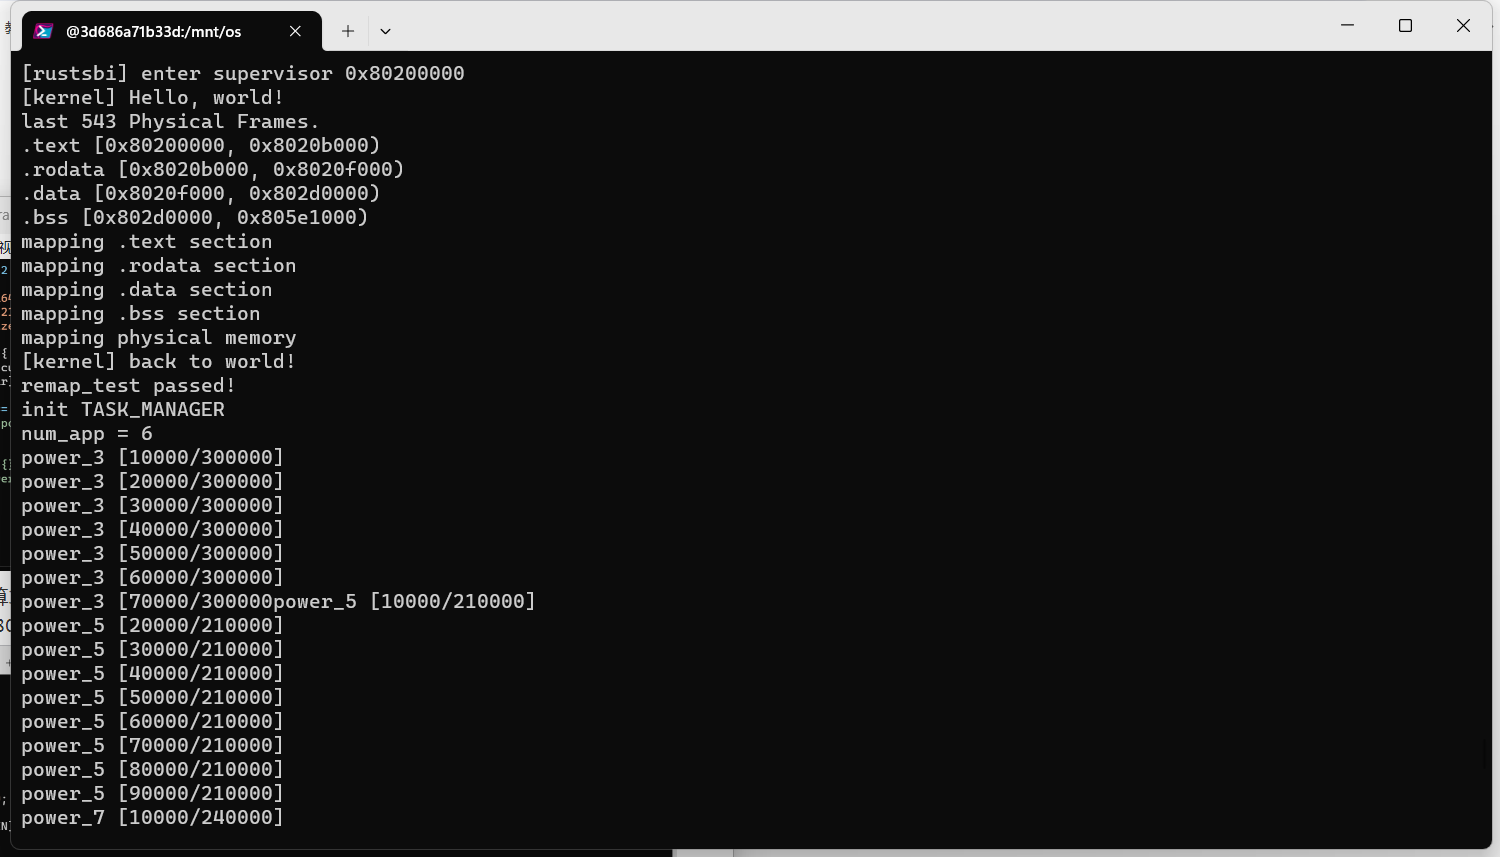 @3d686a71b33d:/mnt/os
[rustsbi] enter supervisor 0x80200000
[kernel] Hello, world!
last 543 Physical Frames.
.text [0x80200000, 0x8020b000)
.rodata [0x8020b000, 0x8020f000)
.data [0x8020f000, 0x802d0000)
.bss [0x802d0000, 0x805e1000)
mapping .text section
mapping .rodata section
mapping .data section
mapping .bss section
mapping physical memory
[kernel] back to world!
remap_test passed!
init TASK_MANAGER
num_app = 6
power_3 [10000/300000]
power_3 [20000/300000]
power_3 [30000/300000]
power_3 [40000/300000]
power_3 [50000/300000]
power_3 [60000/300000]
power_3 [70000/300000power_5 [10000/210000]
power_5 [20000/210000]
power_5 [30000/210000]
power_5 [40000/210000]
power_5 [50000/210000]
power_5 [60000/210000]
power_5 [70000/210000]
power_5 [80000/210000]
power_5 [90000/210000]
power_7 [10000/240000]